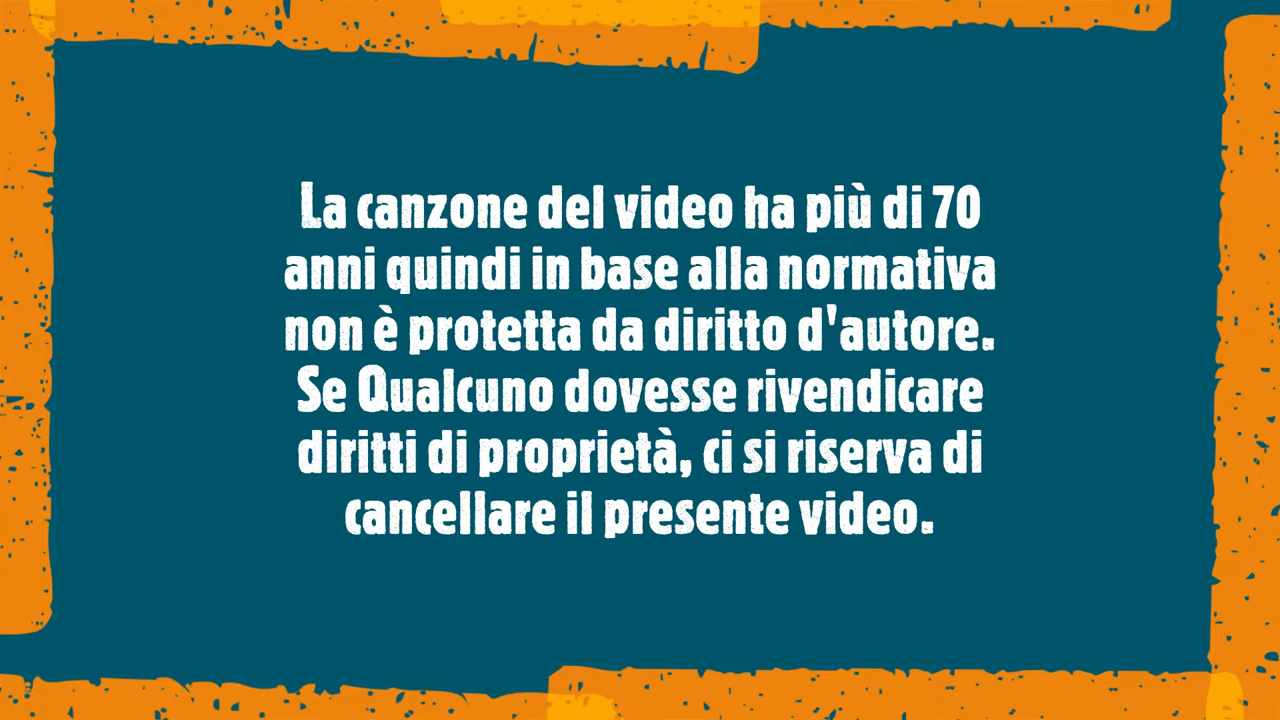 La canzone del video ha più di 70
anni quindi in base alla normativa
non è protetta da diritto d'autore.
Se Qualcuno dovesse rivendicare
diritti di proprietà, ci si riserva di
cancellare il presente video.